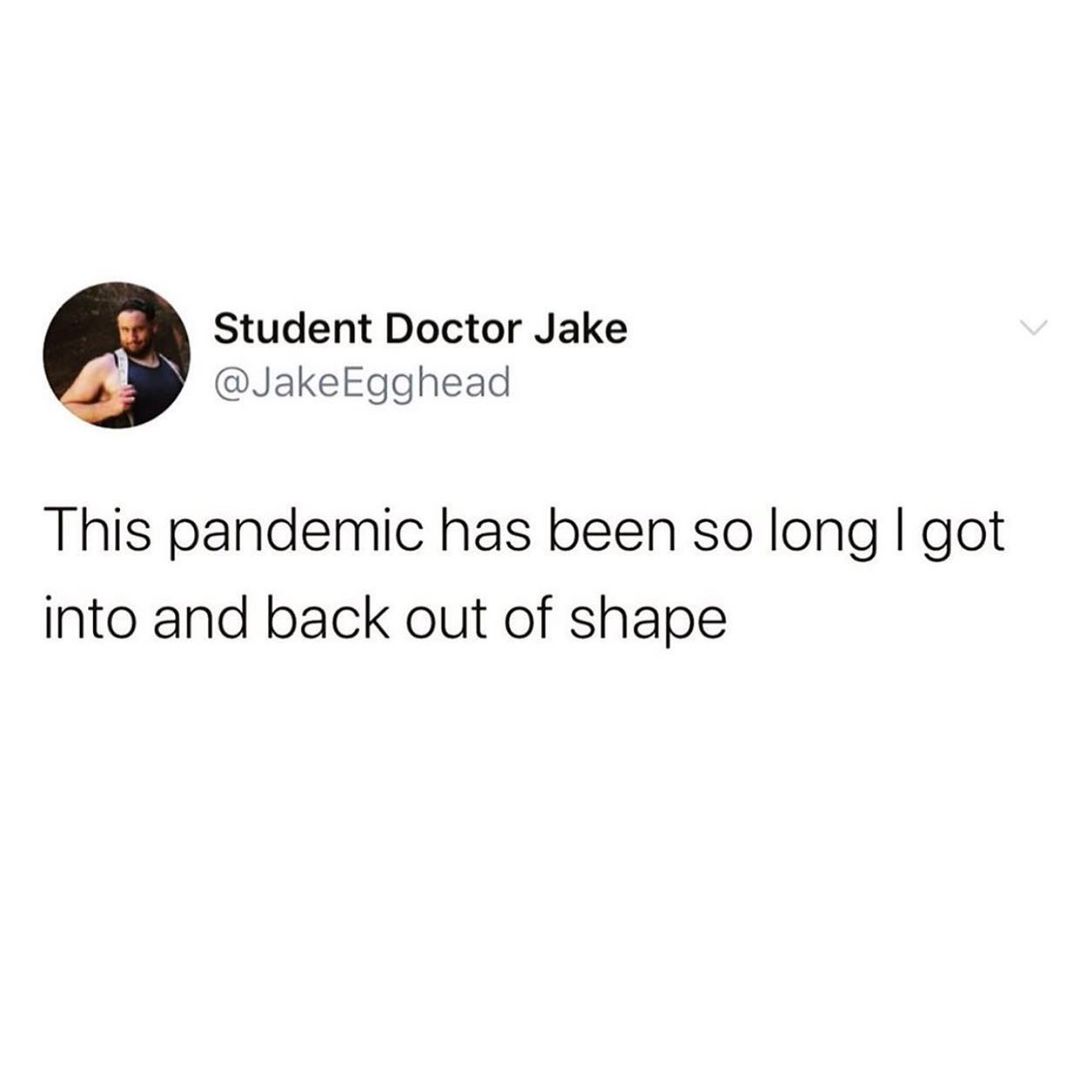 Student Doctor Jake
@JakeEgghead
This pandemic has been so long I got
into and back out of shape